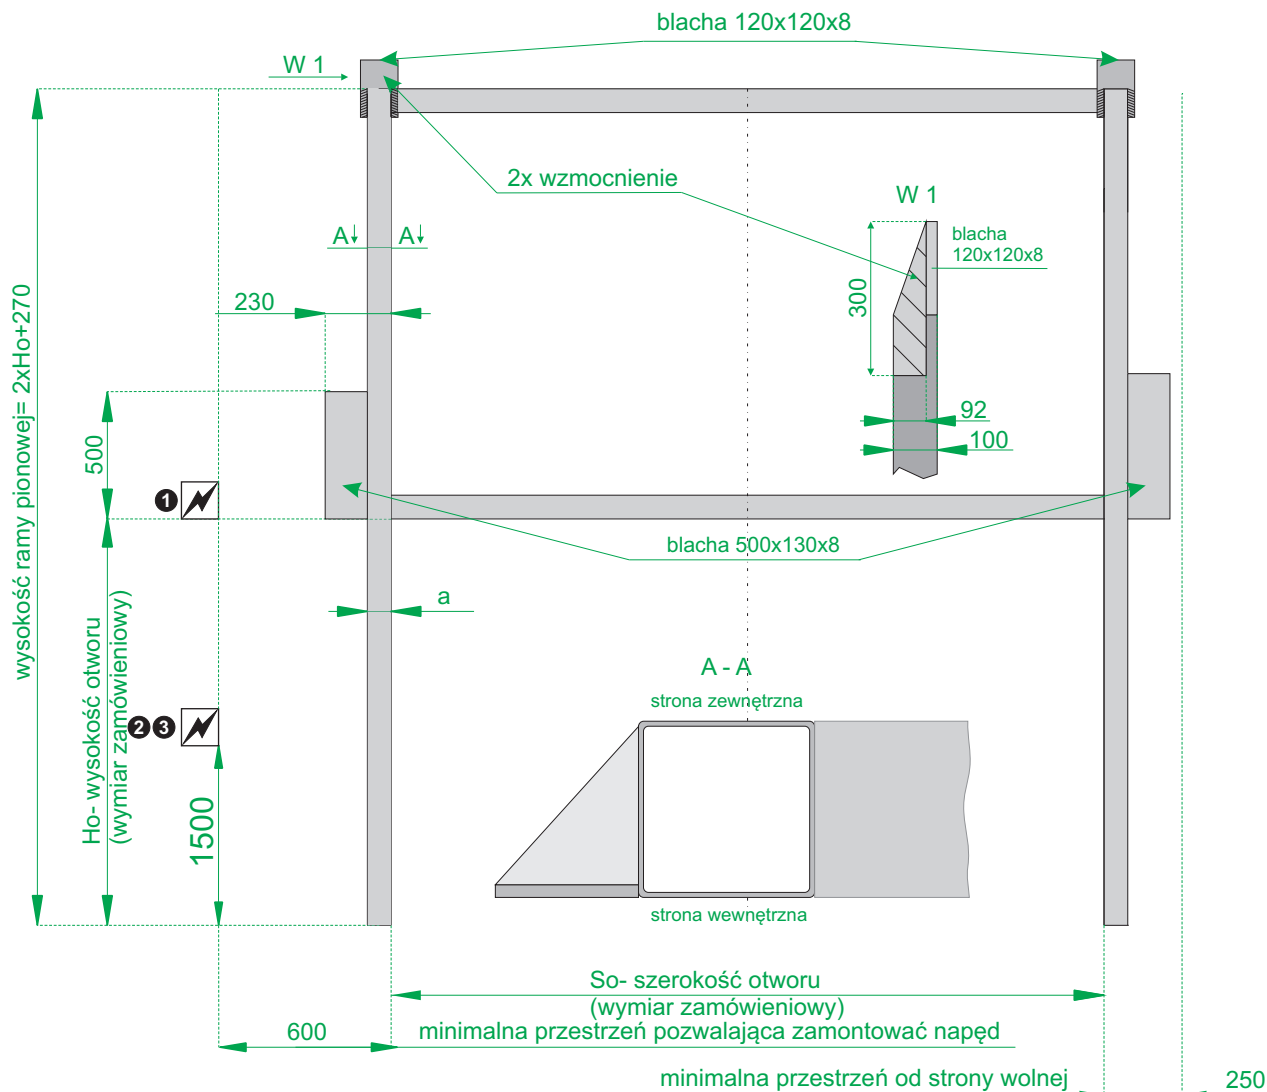 blacha 120x120x8
W 1
2x wzmocnienie
W 1
A
A
blacha
120x120x8
300
230
92
100
wysokość ramy pionowej= 2xHo+270
500
1
blacha 500x130x8
a
Ho- wysokość otworu
(wymiar zamówieniowy)
A - A
strona zewnętrzna
2 3
1500
strona wewnętrzna
So- szerokość otworu
(wymiar zamówieniowy)
600
minimalna przestrzeń pozwalająca zamontować napęd
minimalna przestrzeń od strony wolnej
250